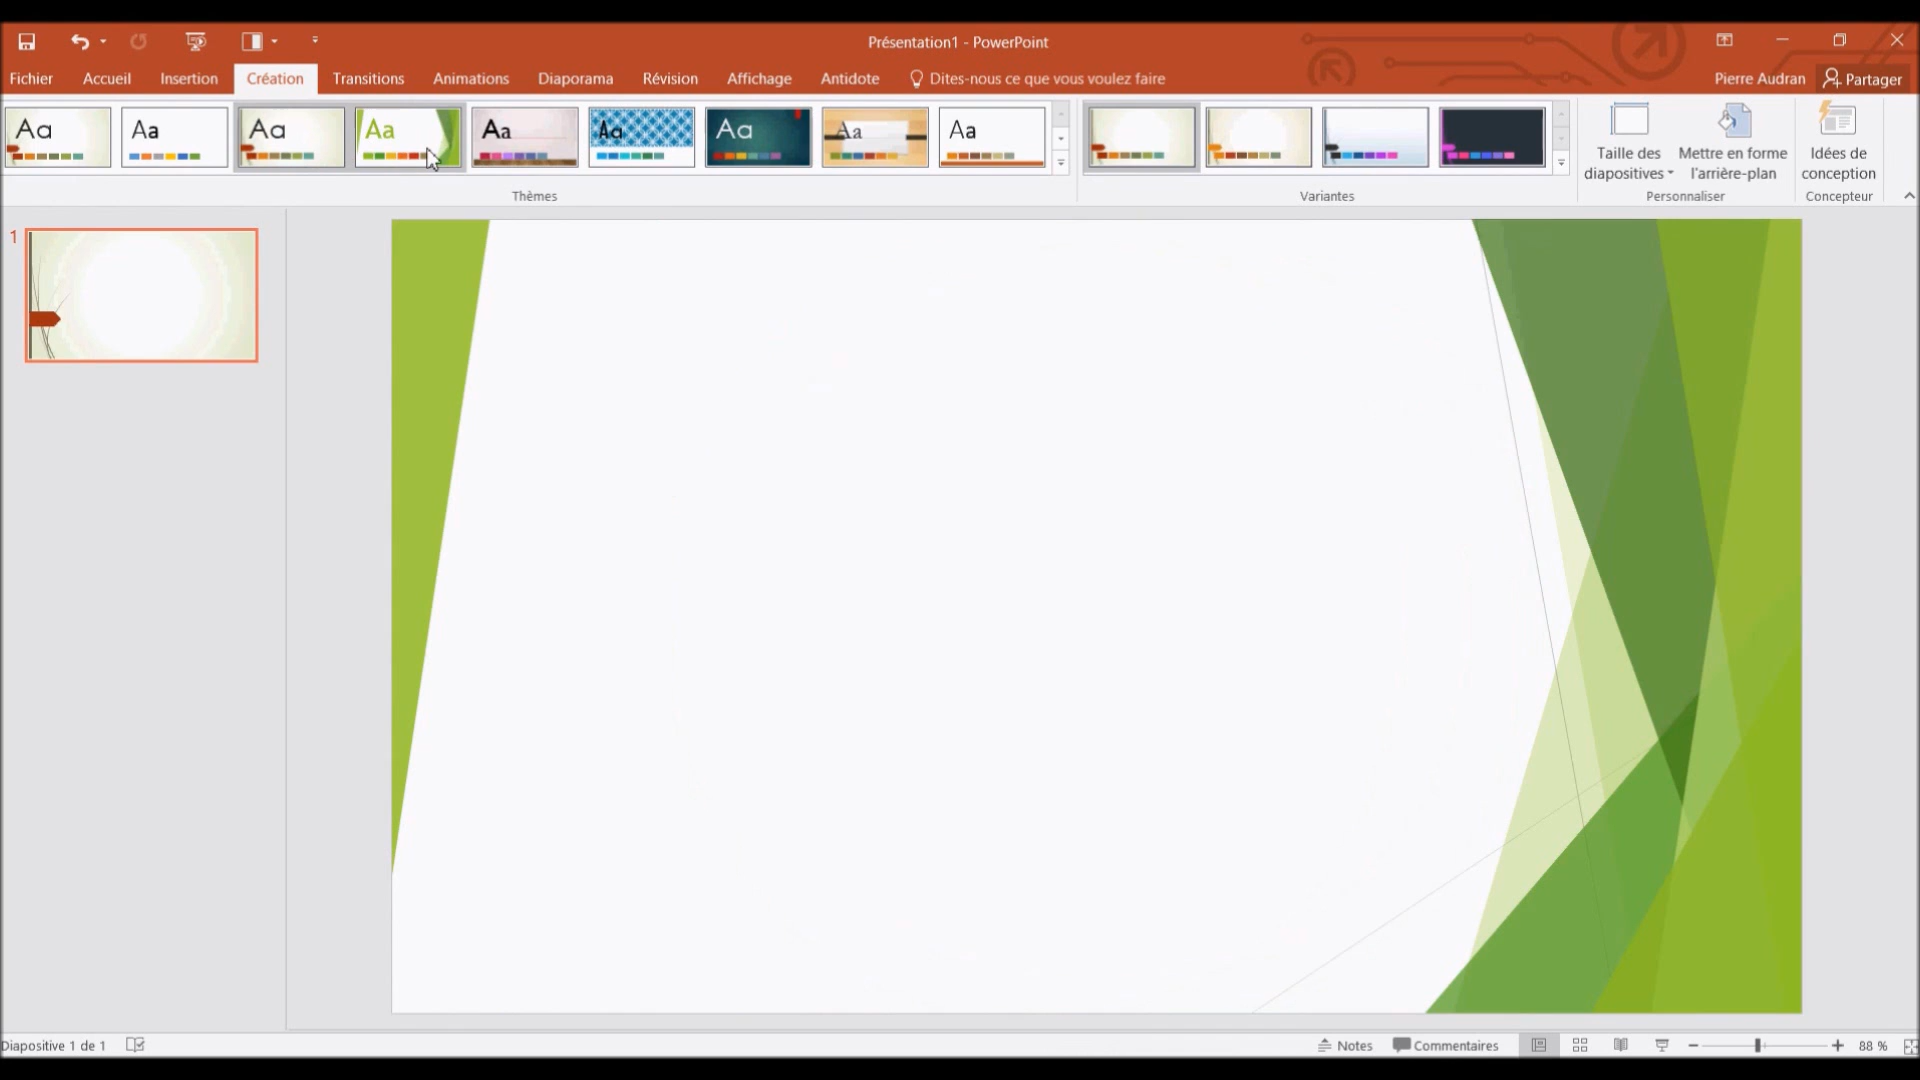 Présentation1 - PowerPoint
Fichier Accueil Insertion Création Transitions Animations Diaporama Révision Affichage Antidote Dites-nous ce que vous voulez faire Pierre Audran Partager
Aa Aa Aa Aa Aa Aa Aa Aa Aa
Taille des diapositives
Mettre en forme l'arrière-plan
Idées de conception
Thèmes Variantes Personnaliser Concepteur
1
Diapositive 1 de 1 Notes Commentaires 88 %